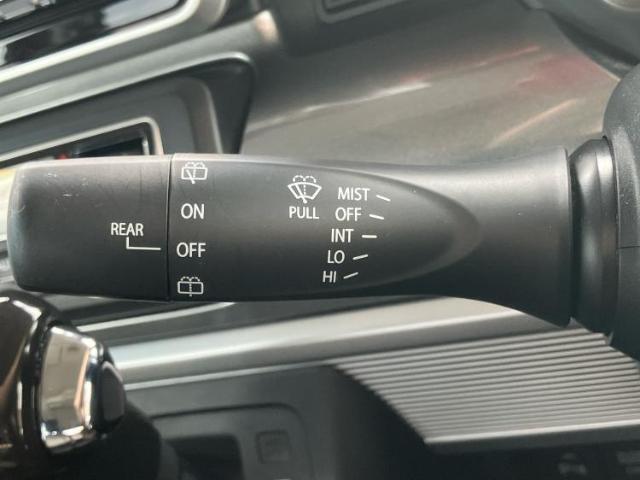 REAR
ON
OFF
PULL
MIST
OFF
INT
LO
HI